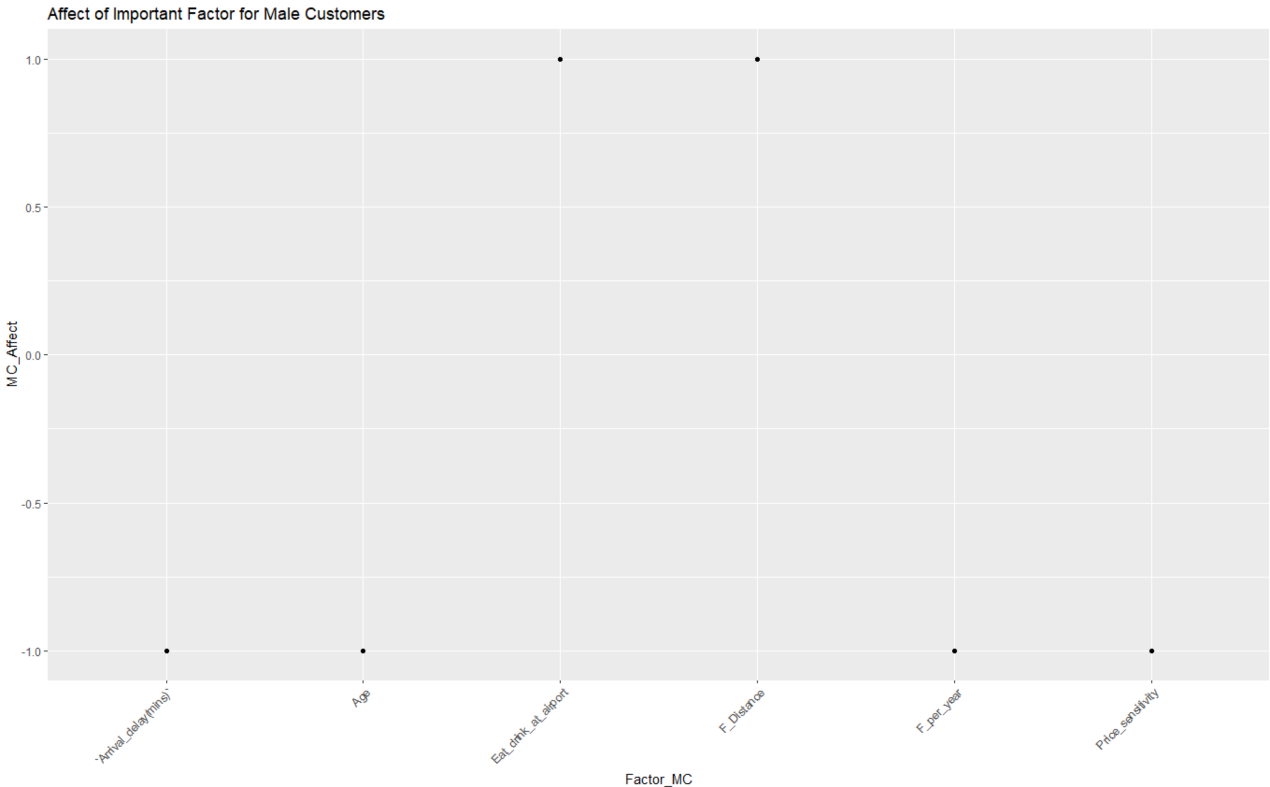 Affect of Important Factor for Male Customers
MC_Affect
1.0
0.5
0.0
-0.5
-1.0
`Arrival_delay(mins)`
Age
Eat_drink_at_airport
F_Distance
F_per_year
Price_sensitivity
Factor_MC